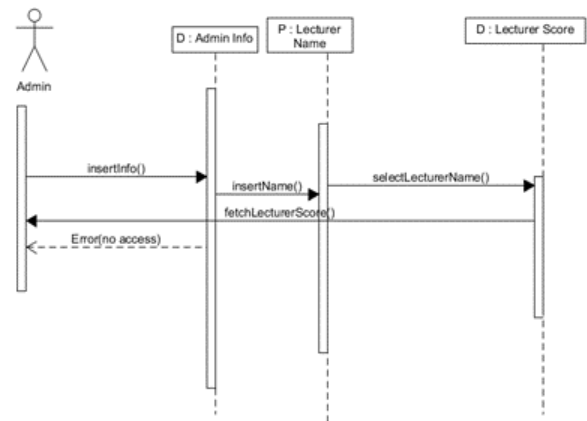 D : Admin Info
P : Lecturer
Name
D : Lecturer Score
Admin
insertInfo()
insertName()
selectLecturerName()
fetchLecturerScore()
Error(no access)